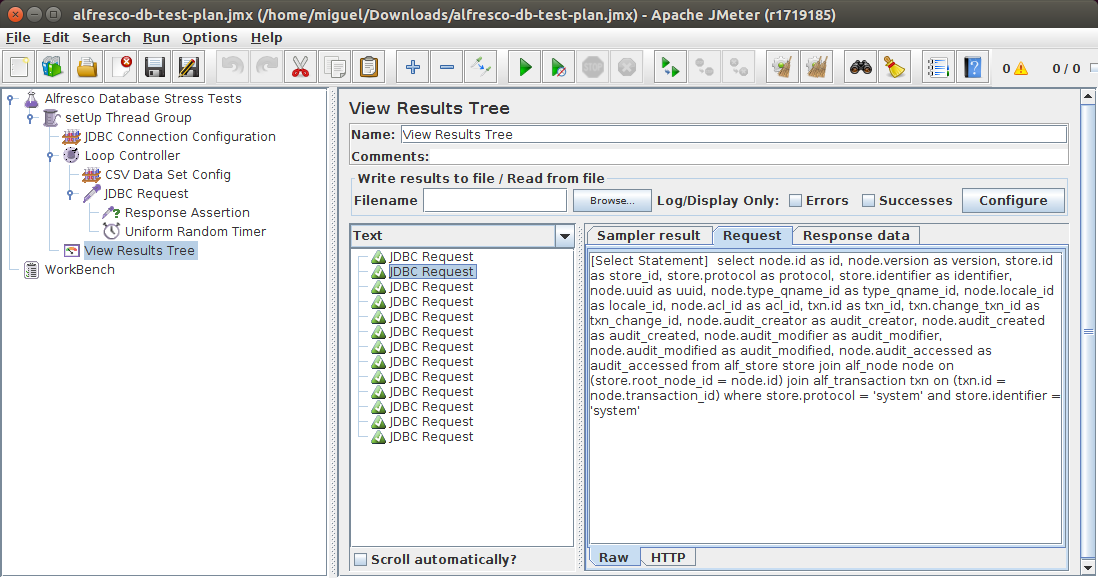 alfresco-db-test-plan.jmx (/home/miguel/Downloads/alfresco-db-test-plan.jmx) - Apache JMeter (r1719185)
File Edit Search Run Options Help
STOP
0
0 / 0
Alfresco Database Stress Tests
setUp Thread Group
JDBC Connection Configuration
Loop Controller
CSV Data Set Config
JDBC Request
Response Assertion
Uniform Random Timer
View Results Tree
WorkBench
View Results Tree
Name: View Results Tree
Comments:
Write results to file / Read from file
Filename Browse... Log/Display Only: Errors Successes Configure
Text
JDBC Request
JDBC Request
JDBC Request
JDBC Request
JDBC Request
JDBC Request
JDBC Request
JDBC Request
JDBC Request
JDBC Request
JDBC Request
JDBC Request
JDBC Request
Scroll automatically?
Sampler result Request Response data
[Select Statement]  select node.id as id, node.version as version, store.id
as store_id, store.protocol as protocol, store.identifier as identifier,
node.uuid as uuid, node.type_qname_id as type_qname_id, node.locale_id
as locale_id, node.acl_id as acl_id, txn.id as txn_id, txn.change_txn_id as
txn_change_id, node.audit_creator as audit_creator, node.audit_created
as audit_created, node.audit_modifier as audit_modifier,
node.audit_modified as audit_modified, node.audit_accessed as
audit_accessed from alf_store store join alf_node node on
(store.root_node_id = node.id) join alf_transaction txn on (txn.id =
node.transaction_id) where store.protocol = 'system' and store.identifier =
'system'
Raw HTTP